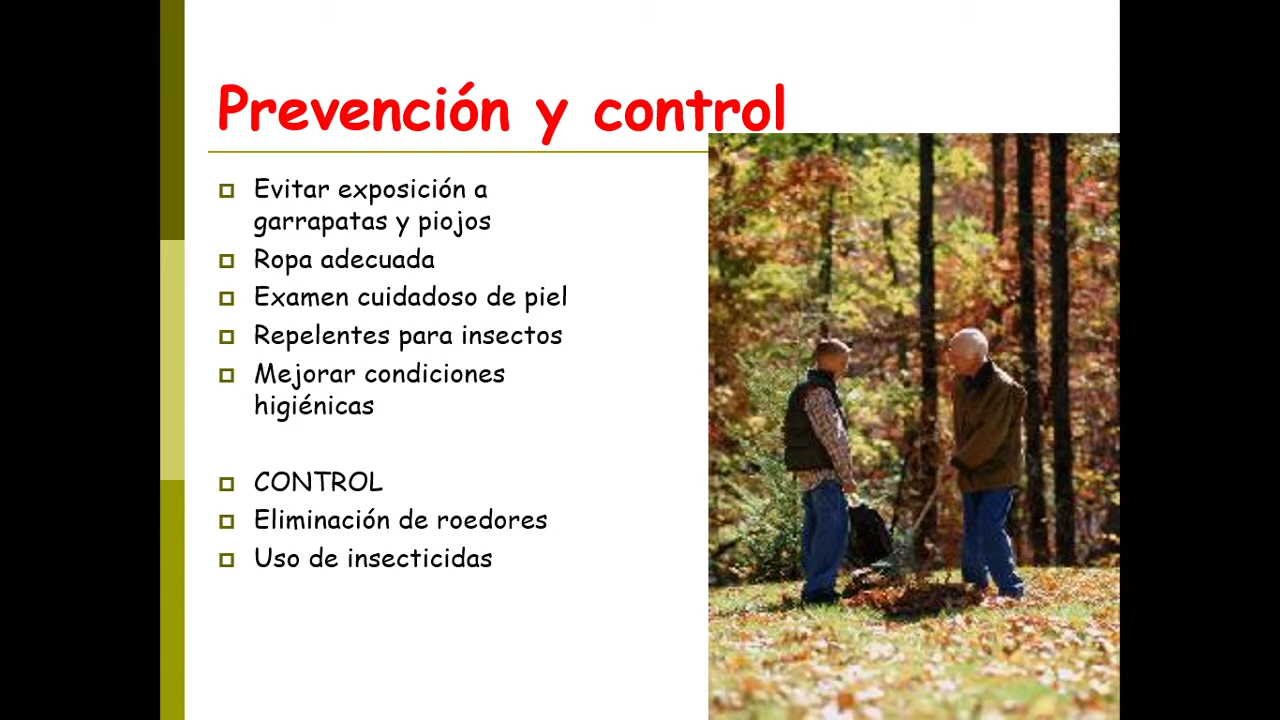 Prevención y control
Evitar exposición a
garrapatas y piojos
Ropa adecuada
Examen cuidadoso de piel
Repelentes para insectos
Mejorar condiciones
higiénicas
CONTROL
Eliminación de roedores
Uso de insecticidas